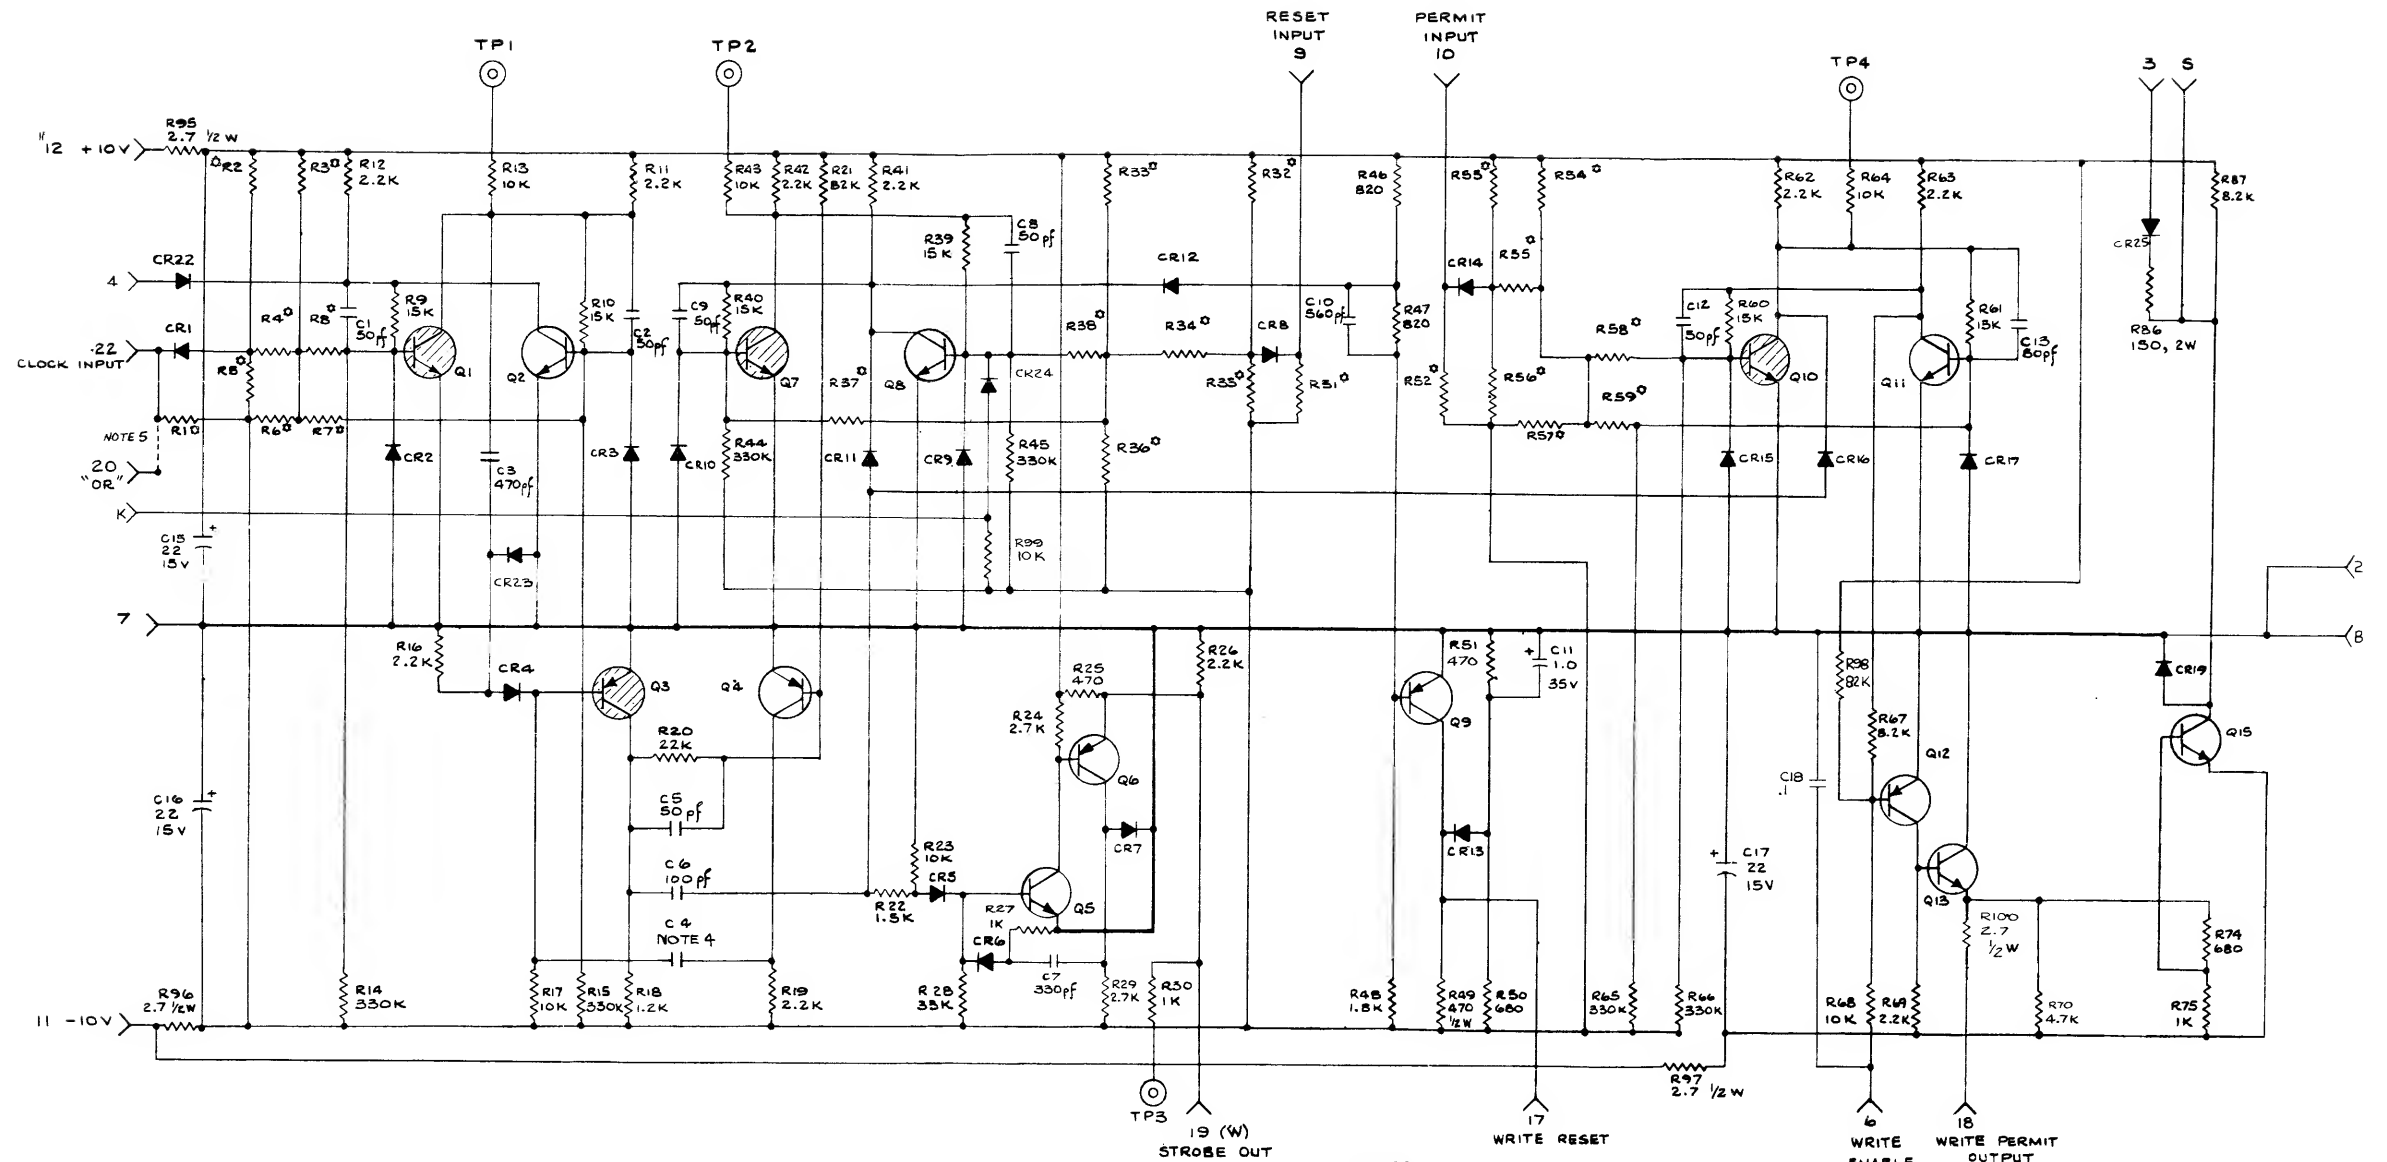 RESET
INPUT
9
PERMIT
INPUT
10
TP1
TP2
TP4
3
S
R95
2.7 1/2 W
"12 +10V
R2
R3
R12
2.2K
R13
10K
R11
2.2K
R43
10K
R42
2.2K
R21
82K
R41
2.2K
R33
R32
R46
820
R55
R54
R62
2.2K
R64
10K
R63
2.2K
R87
8.2K
C8
50pf
R39
15K
CR22
4
CR12
CR14
R55
CR25
R9
15K
R10
15K
C9
50pf
R40
15K
C10
560pf
R47
820
C12
50pf
R60
15K
R61
15K
R4
R8
C1
50pf
C2
50pf
R38
R34
CR8
R58
R86
150, 2W
C13
80pf
CR1
22
CLOCK INPUT
R5
Q1
Q2
Q7
Q8
CR24
R37
R35
R31
R52
R56
R59
Q10
Q11
NOTE 5
R1
R6
R7
R57
20
"OR"
CR2
C3
470pf
CR3
CR10
R44
330K
CR11
CR9
R45
330K
R36
CR15
CR16
CR17
K
C15
22
15V
CR23
R99
10K
2
7
8
R16
2.2K
CR4
Q3
Q4
R25
470
R26
2.2K
R51
470
C11
1.0
35V
R98
82K
CR19
R24
2.7K
Q9
R20
22K
Q6
R67
8.2K
Q12
Q15
C16
22
15V
C5
50pf
CR7
CR13
C18
.1
C6
100pf
R23
10K
CR5
C17
22
15V
R22
1.5K
Q5
R27
1K
Q13
C4
NOTE 4
CR6
C7
330pf
R100
2.7
1/2 W
R74
680
R96
2.7 1/2W
11 -10V
R14
330K
R17
10K
R15
330K
R18
1.2K
R19
2.2K
R28
33K
R29
2.7K
R30
1K
R48
1.8K
R49
470
1/2W
R50
680
R65
330K
R66
330K
R68
10K
R69
2.2K
R70
4.7K
R75
1K
R97
2.7 1/2W
TP3
19 (W)
STROBE OUT
17
WRITE RESET
6
WRITE
ENABLE
18
WRITE PERMIT
OUTPUT